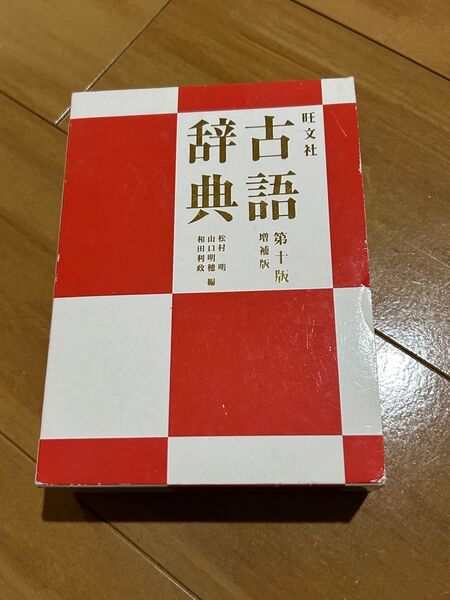 旺文社
古語
辞典
第十版
増補版
松村 明
山口明穂 編
和田利政